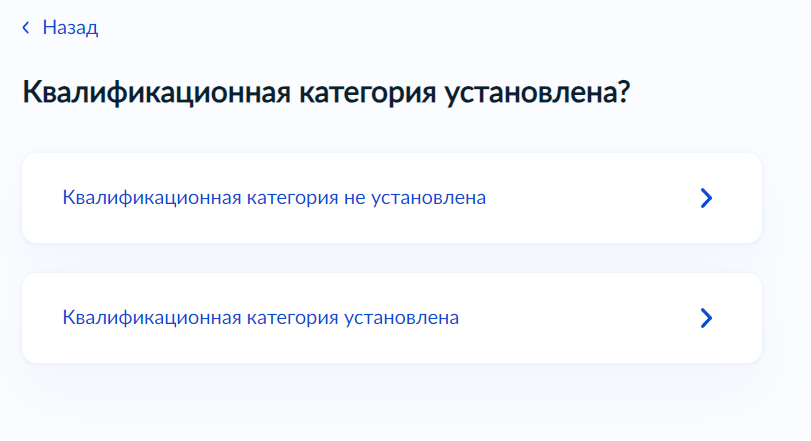 Назад
Квалификационная категория установлена?
Квалификационная категория не установлена
Квалификационная категория установлена